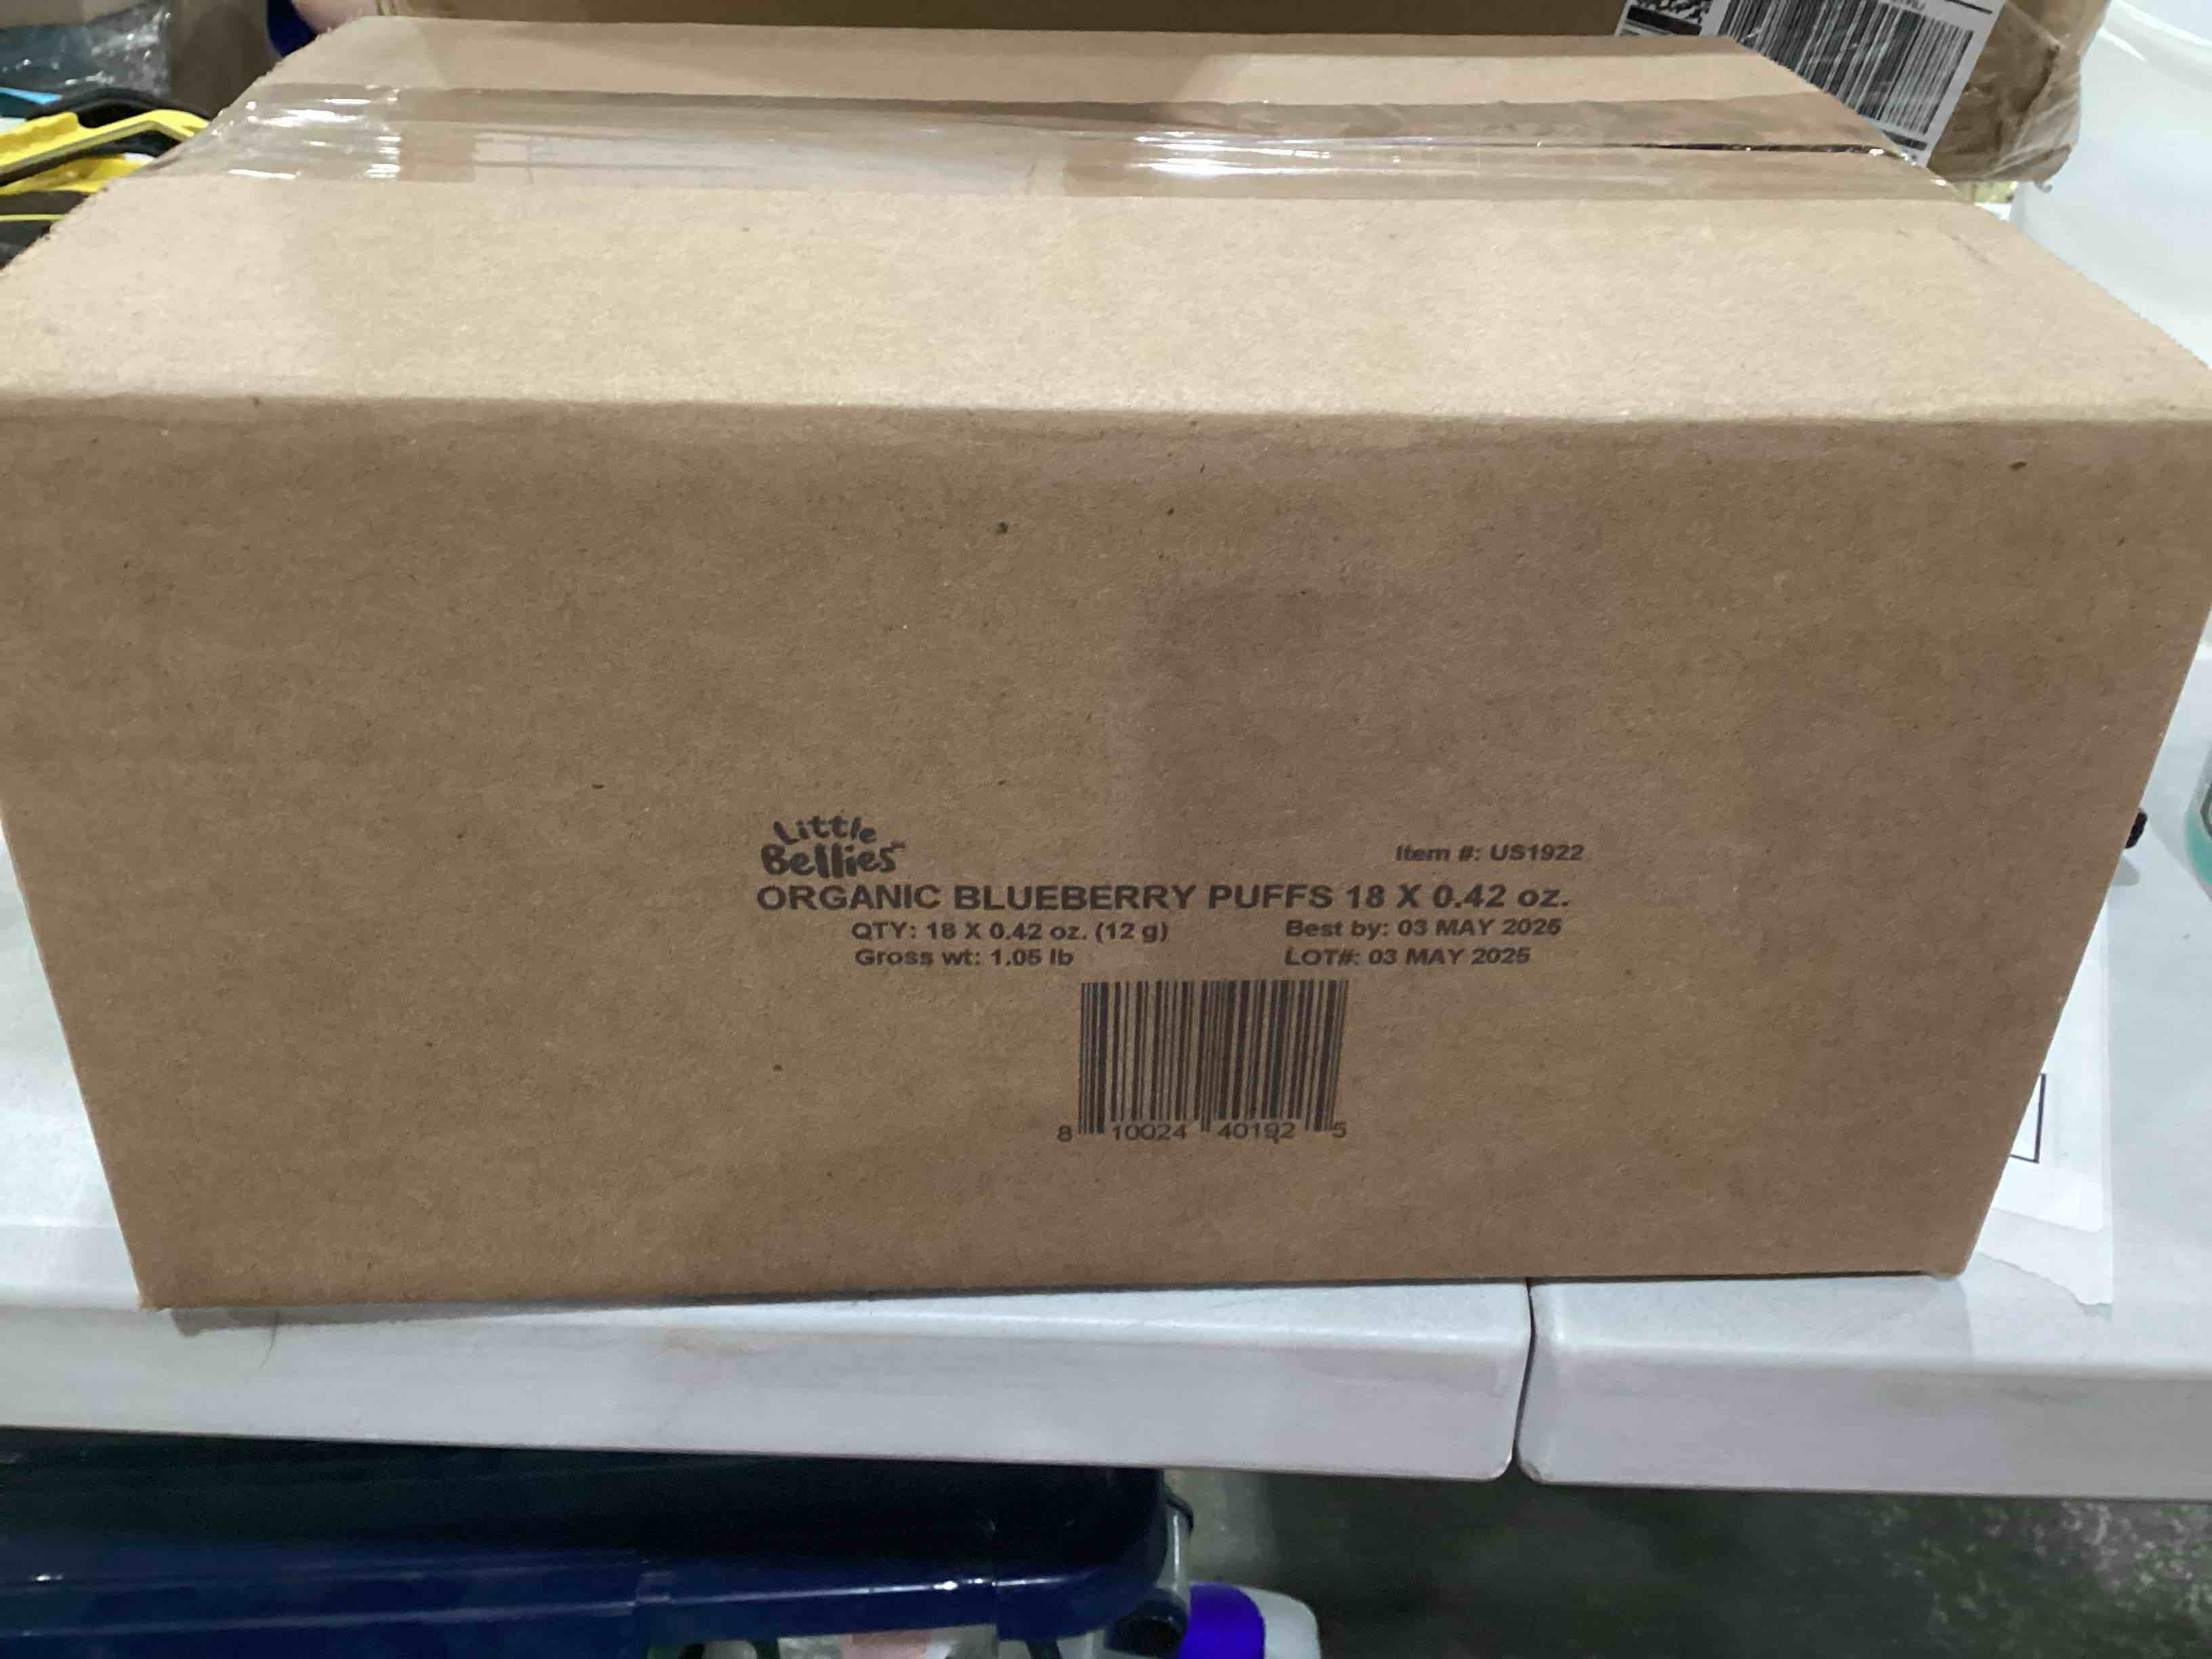 Little
Bellies™
Item #: US1922
ORGANIC BLUEBERRY PUFFS 18 X 0.42 oz.
QTY: 18 X 0.42 oz. (12 g)
Best by: 03 MAY 2025
Gross wt: 1.05 lb
LOT#: 03 MAY 2025
8 10024 40192 5